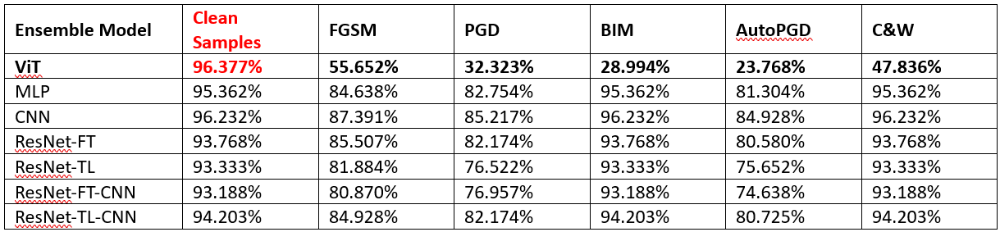 Ensemble Model Clean Samples FGSM PGD BIM AutoPGD C&W
ViT 96.377% 55.652% 32.323% 28.994% 23.768% 47.836%
MLP 95.362% 84.638% 82.754% 95.362% 81.304% 95.362%
CNN 96.232% 87.391% 85.217% 96.232% 84.928% 96.232%
ResNet-FT 93.768% 85.507% 82.174% 93.768% 80.580% 93.768%
ResNet-TL 93.333% 81.884% 76.522% 93.333% 75.652% 93.333%
ResNet-FT-CNN 93.188% 80.870% 76.957% 93.188% 74.638% 93.188%
ResNet-TL-CNN 94.203% 84.928% 82.174% 94.203% 80.725% 94.203%